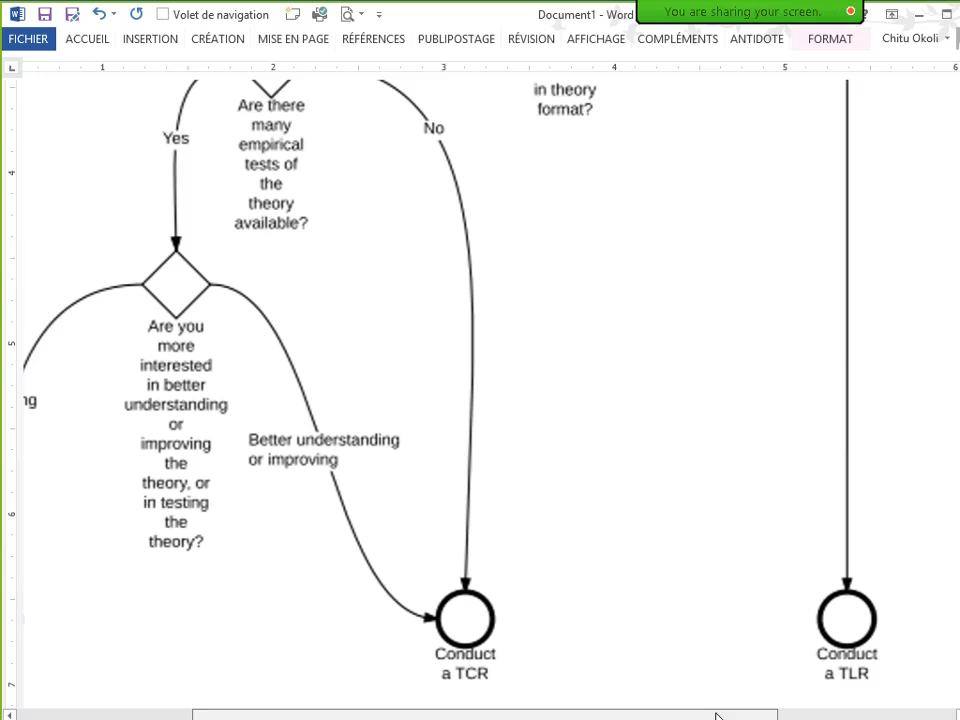 Volet de navigation
Document1 - Word
You are sharing your screen.
FICHIER ACCUEIL INSERTION CRÉATION MISE EN PAGE RÉFÉRENCES PUBLIPOSTAGE RÉVISION AFFICHAGE COMPLÉMENTS ANTIDOTE FORMAT Chitu Okoli
1 2 3 4 5 6
4
5
6
7
in theory
format?
Are there
many
empirical
tests of
the
theory
available?
Yes
No
Are you
more
interested
in better
understanding
or
improving
the
theory, or
in testing
the
theory?
ng
Better understanding
or improving
Conduct
a TCR
Conduct
a TLR